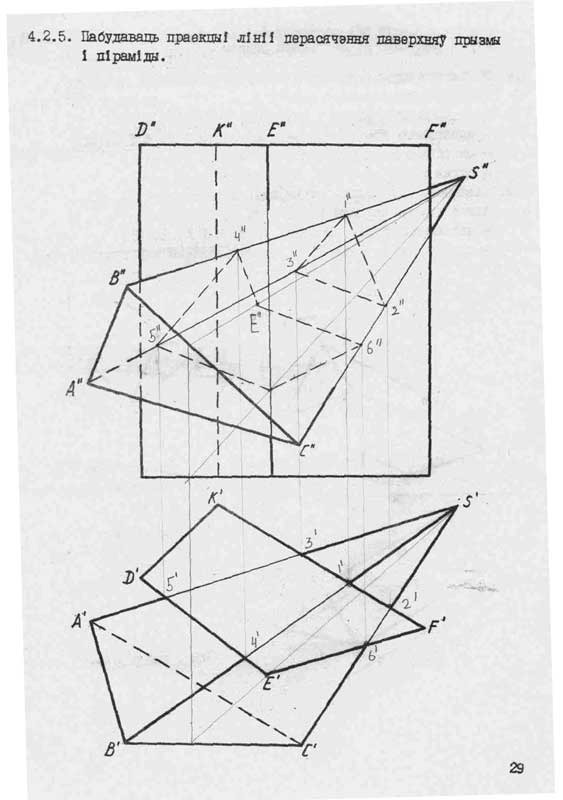 4.2.5. Пабудаваць праекцыі лініі перасячэння паверхняў прызмы
і піраміды.
D" K" E" F"
S"
1"
4"
3"
B"
E"
2"
5"
6"
A"
C"
K'
S'
3'
D'
1'
5'
2'
A'
F'
4'
6'
E'
B'
C'
29